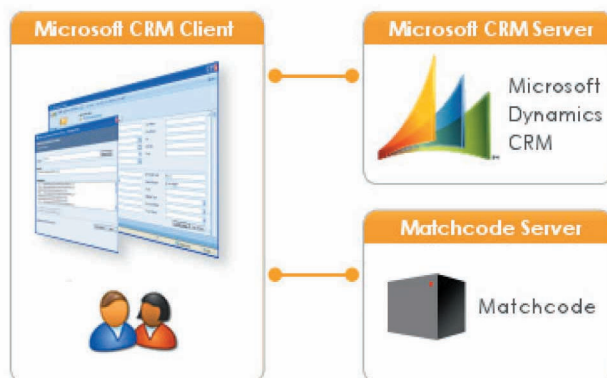 Microsoft CRM Client
Microsoft CRM Server
Microsoft
Dynamics
CRM
Matchcode Server
Matchcode